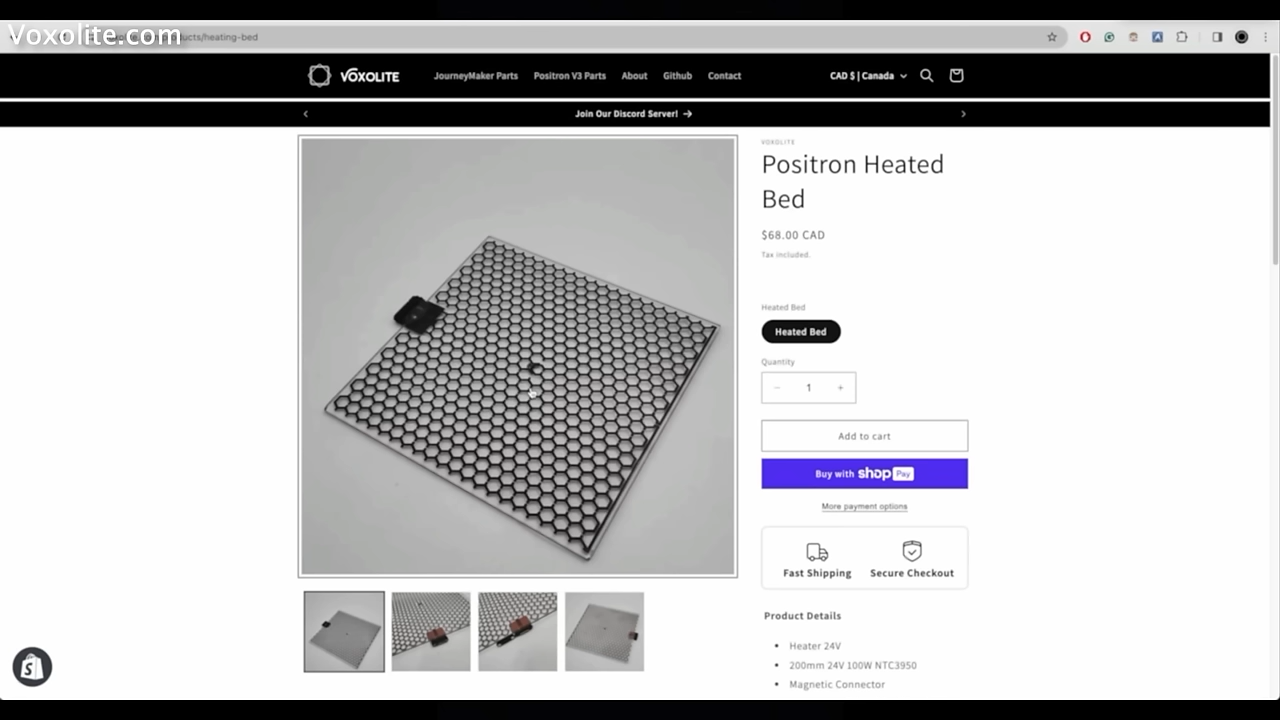 Voxolite.com
/heating-bed
VOXOLITE
JourneyMaker Parts
Positron V3 Parts
About
Github
Contact
CAD $ | Canada
Join Our Discord Server!
VOXOLITE
Positron Heated
Bed
$68.00 CAD
Tax included.
Heated Bed
Heated Bed
Quantity
1
Add to cart
Buy with shop Pay
More payment options
Fast Shipping
Secure Checkout
Product Details
Heater 24V
200mm 24V 100W NTC3950
Magnetic Connector